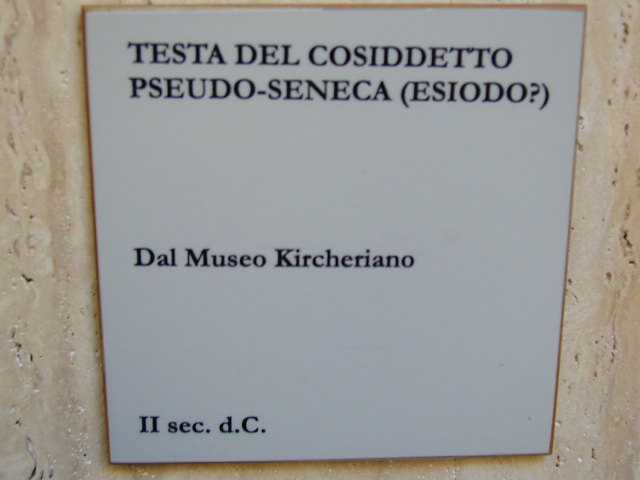 TESTA DEL COSIDDETTO
PSEUDO-SENECA (ESIODO?)
Dal Museo Kircheriano
II sec. d.C.